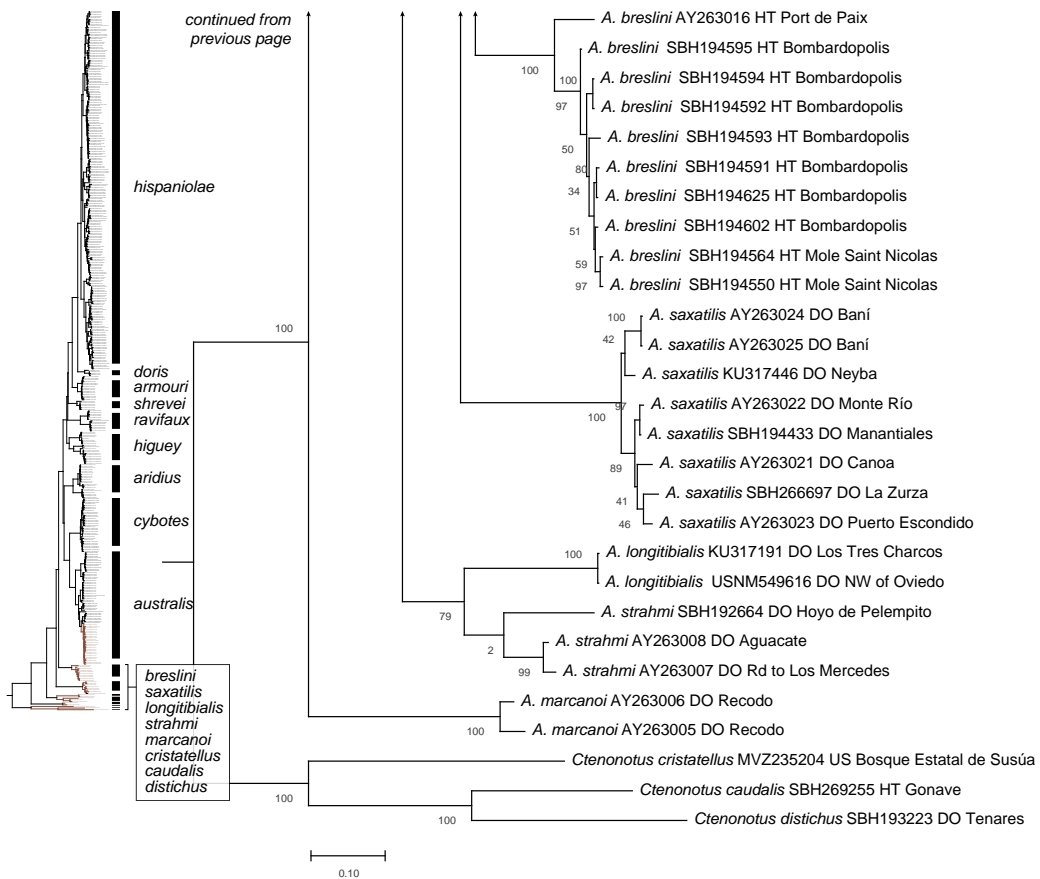 continued from
previous page
hispaniolae
doris
armouri
shrevei
ravifaux
higuey
aridius
cybotes
australis
breslini
saxatilis
longitibialis
strahmi
marcanoi
cristatellus
caudalis
distichus
A. breslini AY263016 HT Port de Paix
100
A. breslini SBH194595 HT Bombardopolis
100
A. breslini SBH194594 HT Bombardopolis
97
A. breslini SBH194592 HT Bombardopolis
A. breslini SBH194593 HT Bombardopolis
50
A. breslini SBH194591 HT Bombardopolis
80
34
A. breslini SBH194625 HT Bombardopolis
A. breslini SBH194602 HT Bombardopolis
51
A. breslini SBH194564 HT Mole Saint Nicolas
59
A. breslini SBH194550 HT Mole Saint Nicolas
97
100
A. saxatilis AY263024 DO Baní
100
42
A. saxatilis AY263025 DO Baní
A. saxatilis KU317446 DO Neyba
97
100
A. saxatilis AY263022 DO Monte Río
A. saxatilis SBH194433 DO Manantiales
89
A. saxatilis AY263021 DO Canoa
A. saxatilis SBH266697 DO La Zurza
41
A. saxatilis AY263023 DO Puerto Escondido
46
100
A. longitibialis KU317191 DO Los Tres Charcos
A. longitibialis USNM549616 DO NW of Oviedo
79
A. strahmi SBH192664 DO Hoyo de Pelempito
2
A. strahmi AY263008 DO Aguacate
99
A. strahmi AY263007 DO Rd to Los Mercedes
A. marcanoi AY263006 DO Recodo
100
A. marcanoi AY263005 DO Recodo
Ctenonotus cristatellus MVZ235204 US Bosque Estatal de Susúa
100
Ctenonotus caudalis SBH269255 HT Gonave
100
Ctenonotus distichus SBH193223 DO Tenares
0.10